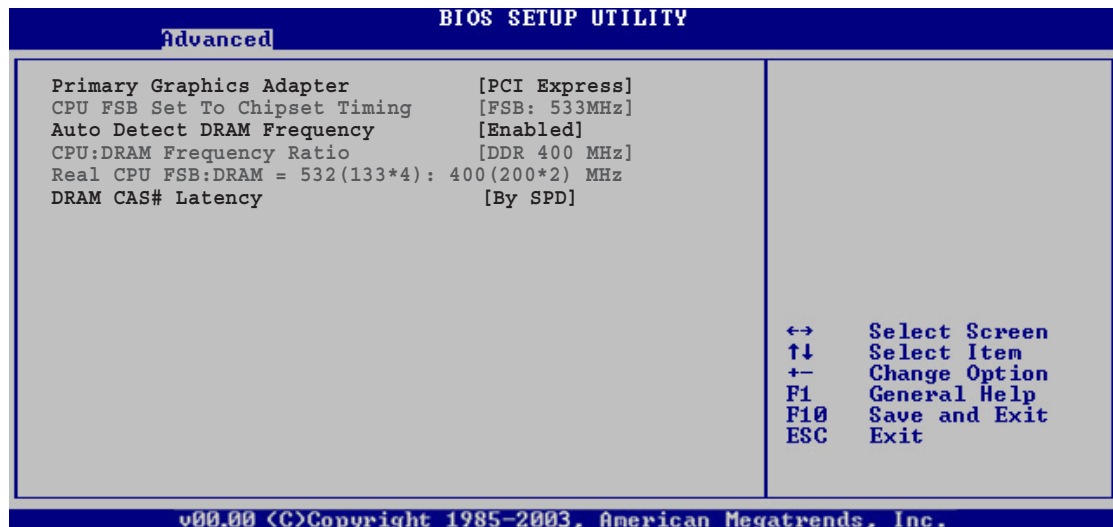 BIOS SETUP UTILITY
Advanced
Primary Graphics Adapter [PCI Express]
CPU FSB Set To Chipset Timing [FSB: 533MHz]
Auto Detect DRAM Frequency [Enabled]
CPU:DRAM Frequency Ratio [DDR 400 MHz]
Real CPU FSB:DRAM = 532(133*4): 400(200*2) MHz
DRAM CAS# Latency [By SPD]
←→ Select Screen
↑↓ Select Item
+- Change Option
F1 General Help
F10 Save and Exit
ESC Exit
v00.00 (C)Copyright 1985-2003, American Megatrends, Inc.